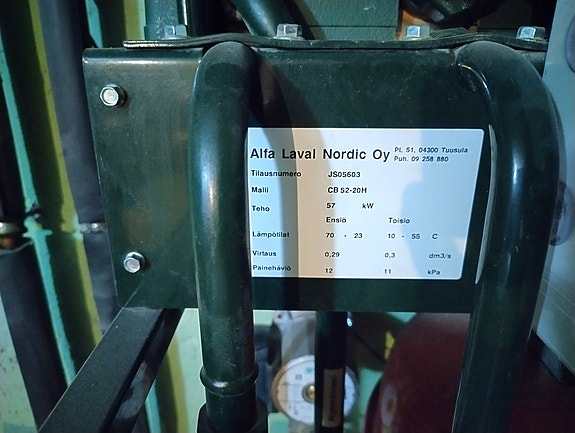 Alfa Laval Nordic Oy PL 51, 04300 Tuusula
Puh. 09 258 880
Tilausnumero JS05603
Malli CB 52-20H
Teho 57 kW
Ensiö Toisio
Lämpötilat 70 - 23 10 - 55 C
Virtaus 0,29 0,3 dm3/s
Painehäviö 12 11 kPa